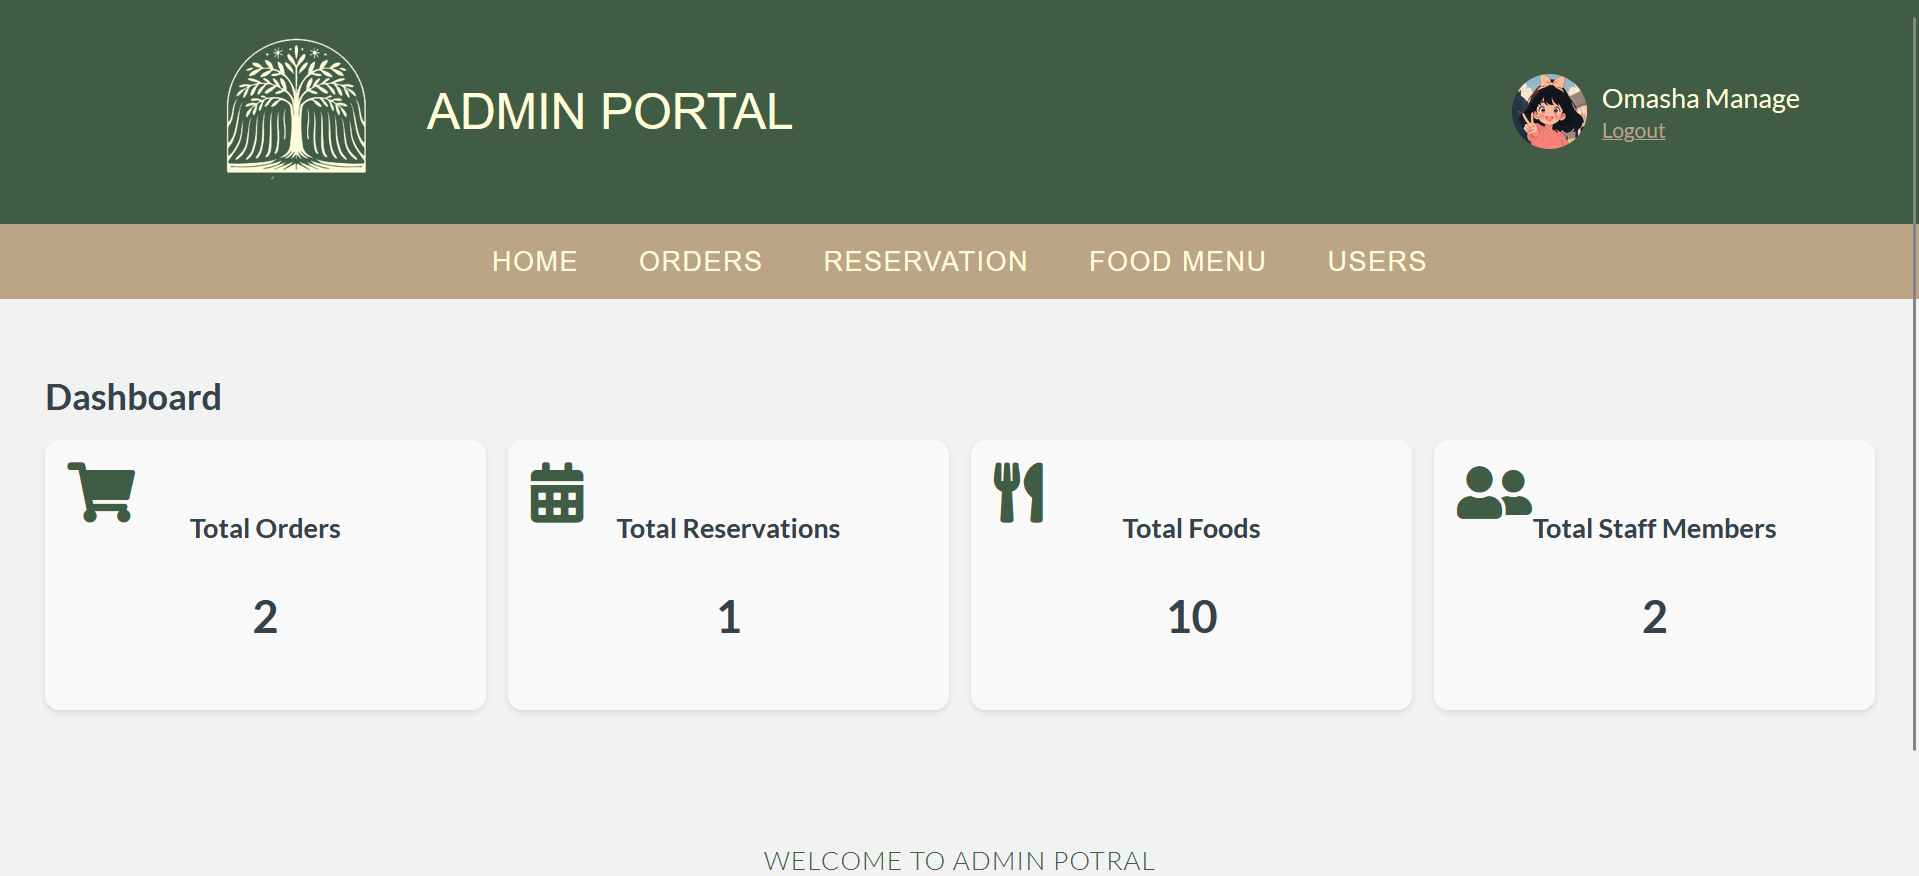 ADMIN PORTAL
Omasha Manage
Logout
HOME ORDERS RESERVATION FOOD MENU USERS
Dashboard
Total Orders
2
Total Reservations
1
Total Foods
10
Total Staff Members
2
WELCOME TO ADMIN POTRAL